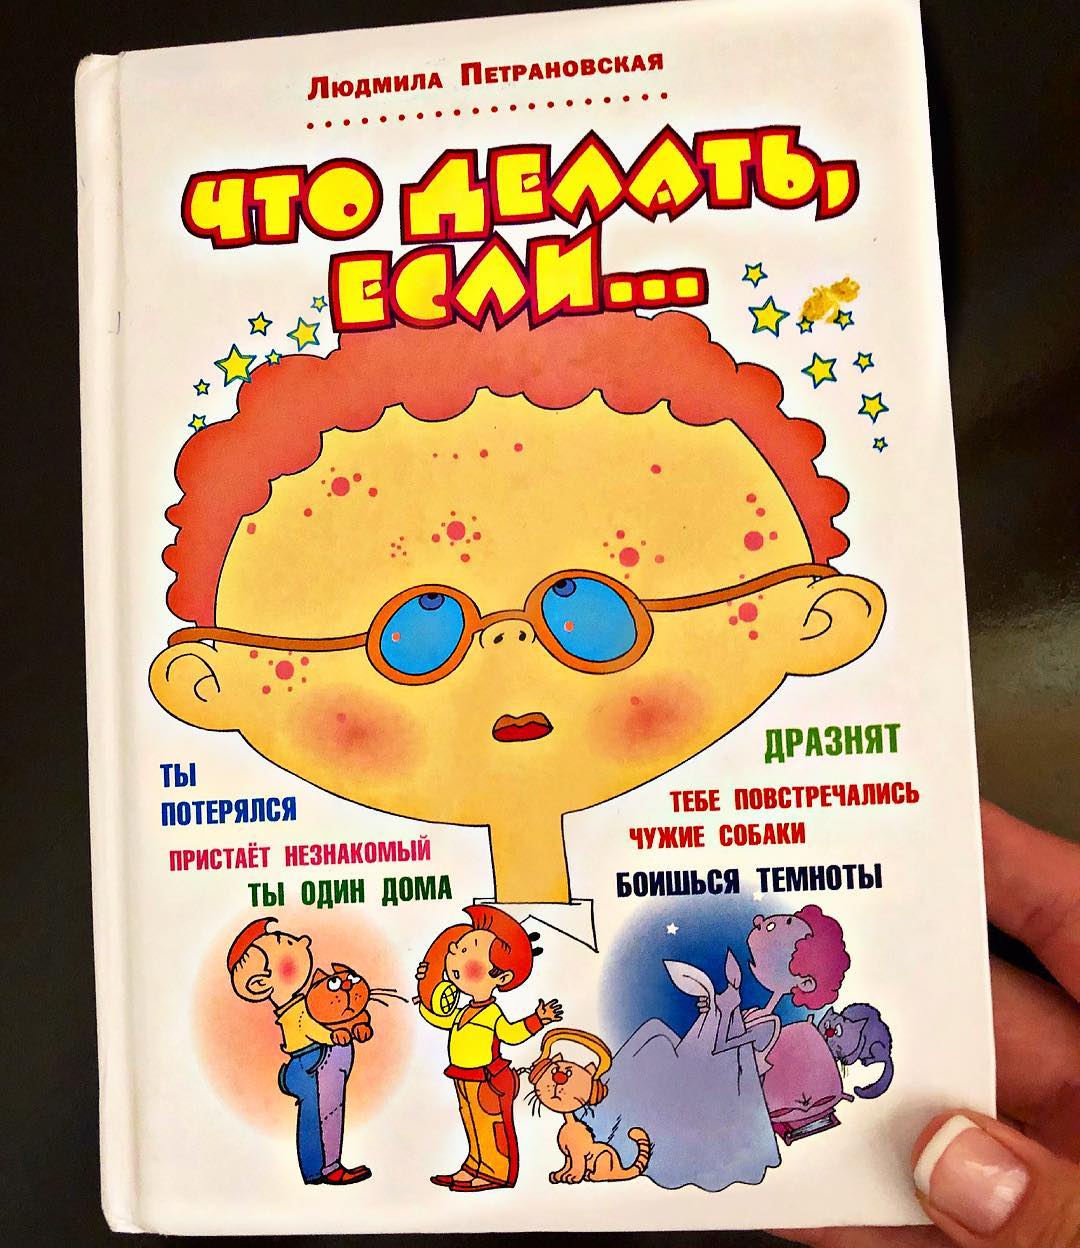 Людмила Петрановская
ЧТО ДЕЛАТЬ,
ЕСЛИ...
ДРАЗНЯТ
ТЫ
ПОТЕРЯЛСЯ
ТЕБЕ ПОВСТРЕЧАЛИСЬ
ЧУЖИЕ СОБАКИ
ПРИСТАЁТ НЕЗНАКОМЫЙ
ТЫ ОДИН ДОМА
БОИШЬСЯ ТЕМНОТЫ